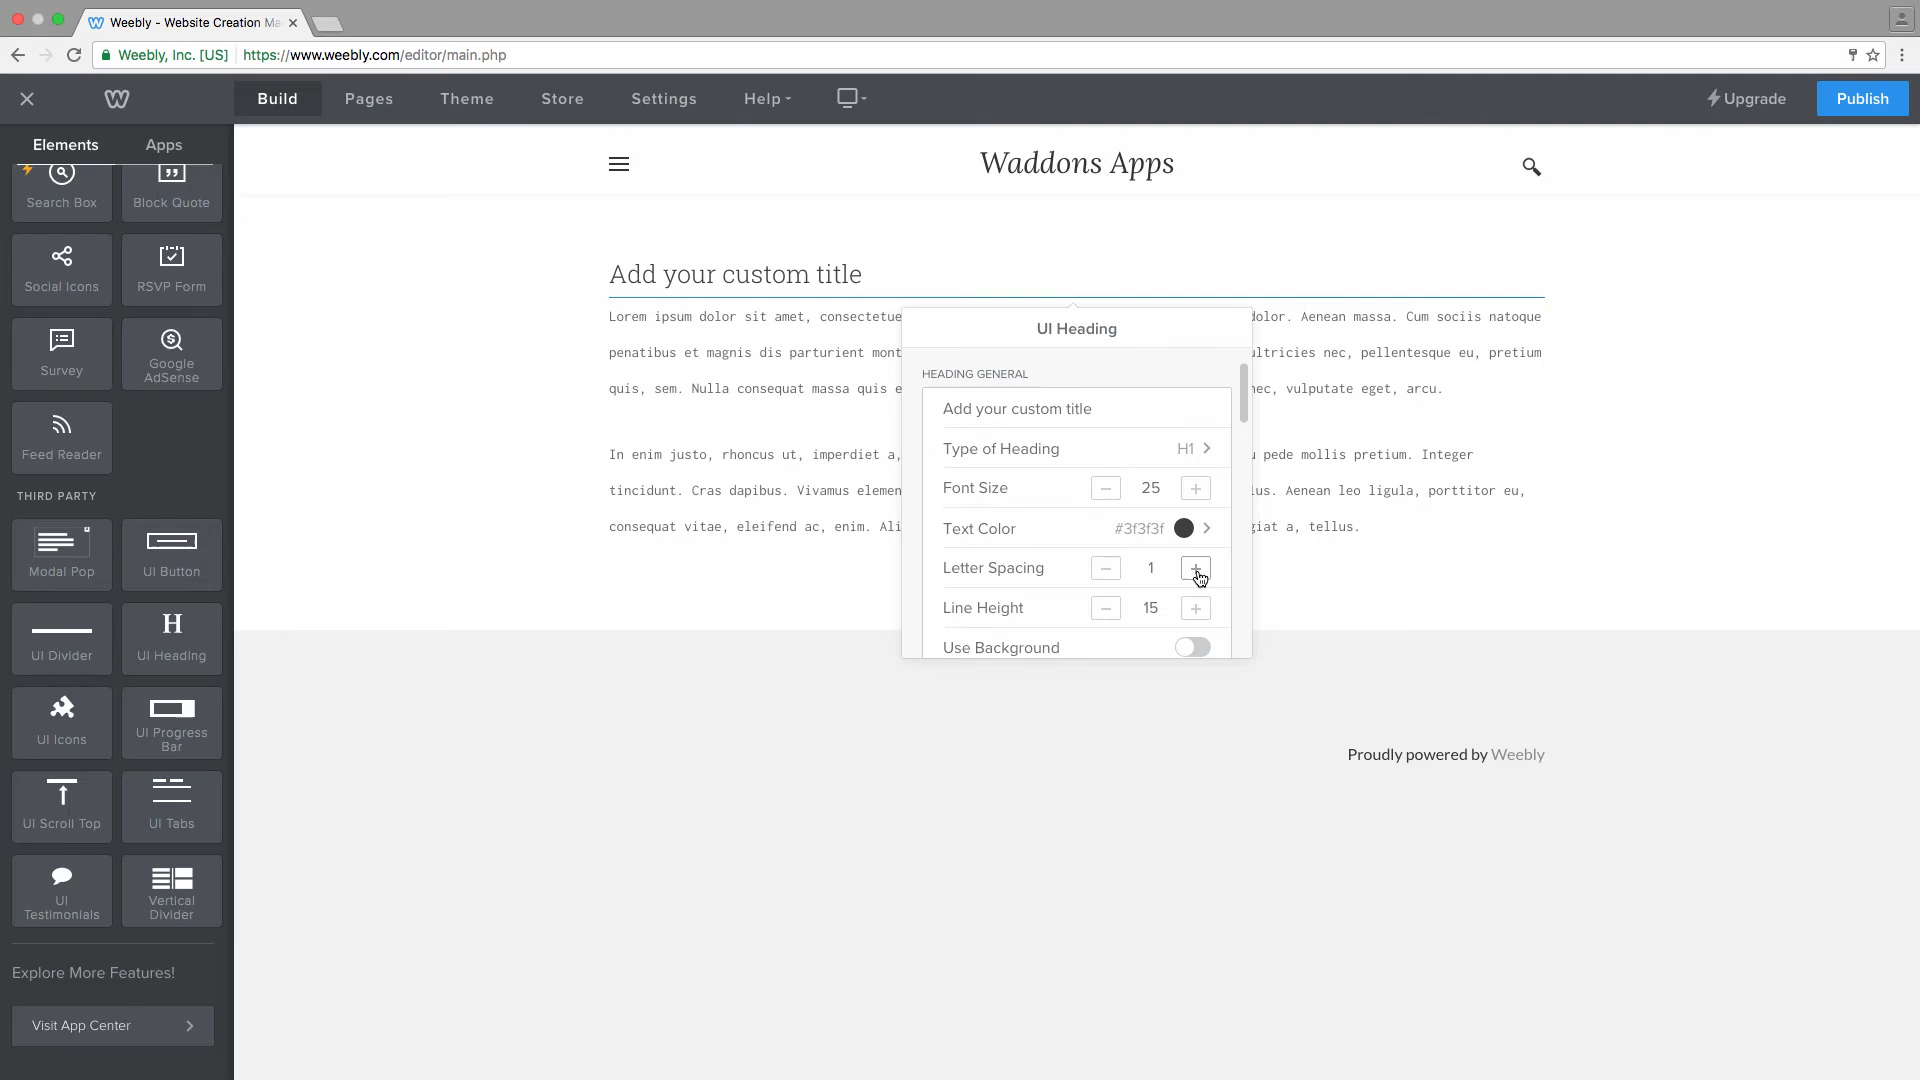 Weebly - Website Creation Ma
Weebly, Inc. [US] https://www.weebly.com/editor/main.php
Build Pages Theme Store Settings Help Upgrade Publish
Elements Apps
Search Box Block Quote
Social Icons RSVP Form
Survey Google AdSense
Feed Reader
THIRD PARTY
Modal Pop UI Button
UI Divider UI Heading
UI Icons UI Progress Bar
UI Scroll Top UI Tabs
UI Testimonials Vertical Divider
Explore More Features!
Visit App Center
Waddons Apps
Add your custom title
Lorem ipsum dolor sit amet, consectetue dolor. Aenean massa. Cum sociis natoque
penatibus et magnis dis parturient mont ultricies nec, pellentesque eu, pretium
quis, sem. Nulla consequat massa quis e nec, vulputate eget, arcu.
In enim justo, rhoncus ut, imperdiet a, u pede mollis pretium. Integer
tincidunt. Cras dapibus. Vivamus elemen us. Aenean leo ligula, porttitor eu,
consequat vitae, eleifend ac, enim. Ali giat a, tellus.
UI Heading
HEADING GENERAL
Add your custom title
Type of Heading H1
Font Size 25
Text Color #3f3f3f
Letter Spacing 1
Line Height 15
Use Background
Proudly powered by Weebly